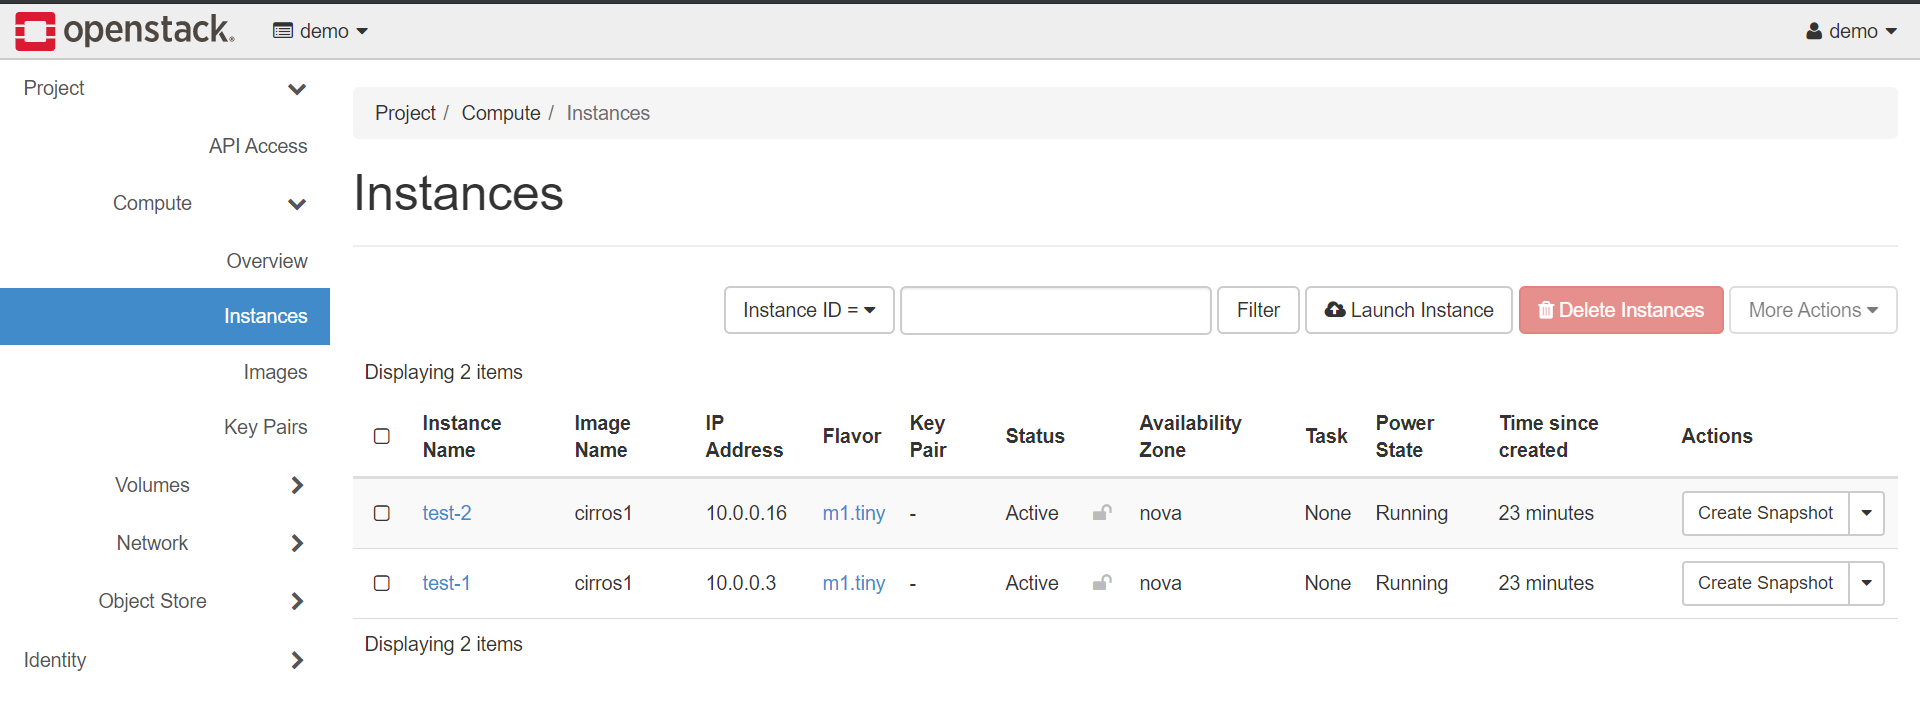 openstack. demo demo
Project
API Access
Compute
Overview
Instances
Images
Key Pairs
Volumes
Network
Object Store
Identity
Project / Compute / Instances
Instances
Instance ID = Filter Launch Instance Delete Instances More Actions
Displaying 2 items
Instance Name Image Name IP Address Flavor Key Pair Status Availability Zone Task Power State Time since created Actions
test-2 cirros1 10.0.0.16 m1.tiny - Active nova None Running 23 minutes Create Snapshot
test-1 cirros1 10.0.0.3 m1.tiny - Active nova None Running 23 minutes Create Snapshot
Displaying 2 items